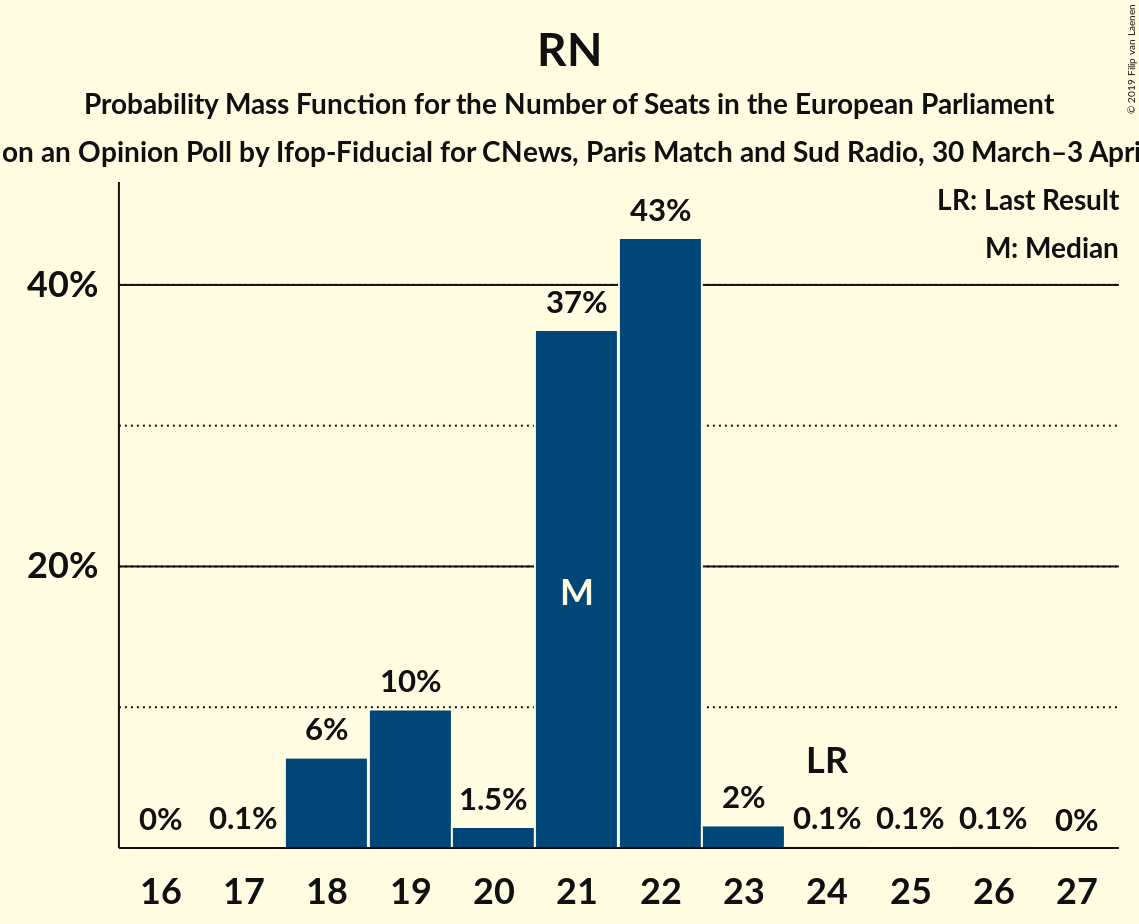 RN
Probability Mass Function for the Number of Seats in the European Parliament
on an Opinion Poll by Ifop-Fiducial for CNews, Paris Match and Sud Radio, 30 March–3 Apri
© 2019 Filip van Laenen
LR: Last Result
M: Median
43%
40%
37%
20%
M
10%
6%
LR
0%
0.1%
1.5%
2%
0.1%
0.1%
0.1%
0%
16 17 18 19 20 21 22 23 24 25 26 27